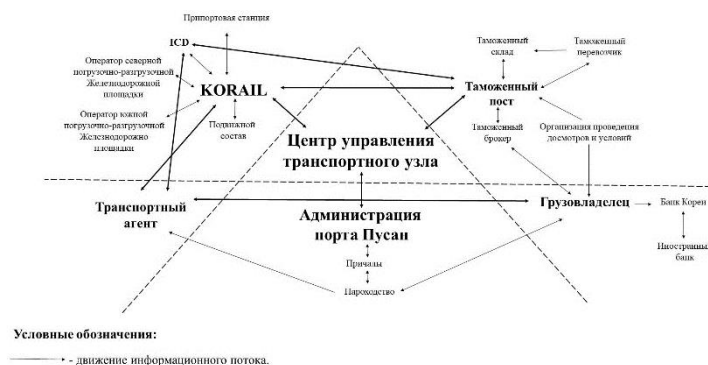 Припортовая станция
ICD
Оператор северной
погрузочно-разгрузочной
Железнодорожной
площадки
KORAIL
Оператор южной
погрузочно-разгрузочной
Железнодорожно
площадки
Подвижной
состав
Таможенный
склад
Таможенный
перевозчик
Таможенный
пост
Таможенный
брокер
Организация проведения
досмотров и условий
Центр управления
транспортного узла
Транспортный
агент
Администрация
порта Пусан
Грузовладелец
Банк Кореи
Иностранный
банк
Причалы
Пароходство
Условные обозначения:
- движение информационного потока.